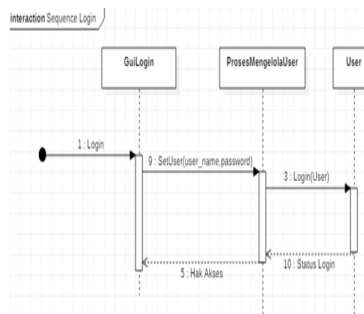 interaction Sequence Login
GuiLogin
ProsesMengelolaUser
User
1 : Login
9 : SetUser(user_name,password)
3 : Login(User)
10 : Status Login
5 : Hak Akses